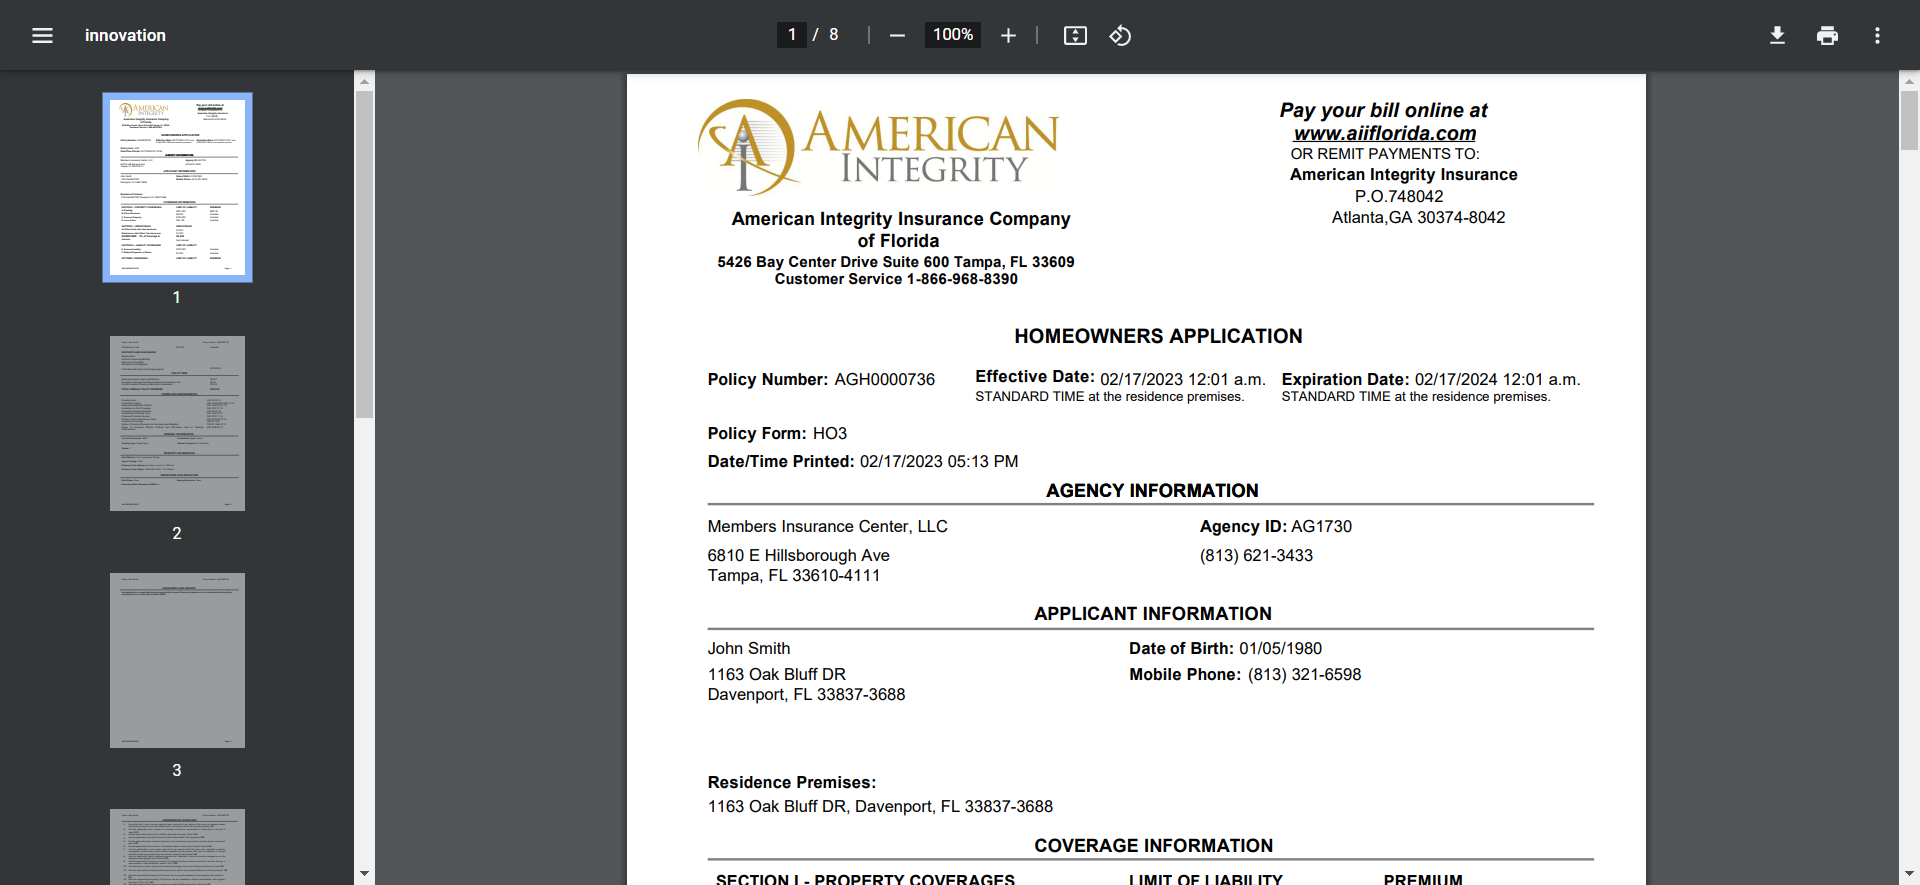 innovation
1 / 8
100%
AMERICAN
INTEGRITY
American Integrity Insurance Company
of Florida
5426 Bay Center Drive Suite 600 Tampa, FL 33609
Customer Service 1-866-968-8390
Pay your bill online at
www.aiiflorida.com
OR REMIT PAYMENTS TO:
American Integrity Insurance
P.O.748042
Atlanta,GA 30374-8042
HOMEOWNERS APPLICATION
Policy Number: AGH0000736
Effective Date: 02/17/2023 12:01 a.m.
STANDARD TIME at the residence premises.
Expiration Date: 02/17/2024 12:01 a.m.
STANDARD TIME at the residence premises.
Policy Form: HO3
Date/Time Printed: 02/17/2023 05:13 PM
AGENCY INFORMATION
Members Insurance Center, LLC
Agency ID: AG1730
6810 E Hillsborough Ave
(813) 621-3433
Tampa, FL 33610-4111
APPLICANT INFORMATION
John Smith
Date of Birth: 01/05/1980
1163 Oak Bluff DR
Mobile Phone: (813) 321-6598
Davenport, FL 33837-3688
Residence Premises:
1163 Oak Bluff DR, Davenport, FL 33837-3688
COVERAGE INFORMATION
SECTION I - PROPERTY COVERAGES LIMIT OF LIABILITY PREMIUM
1
2
3